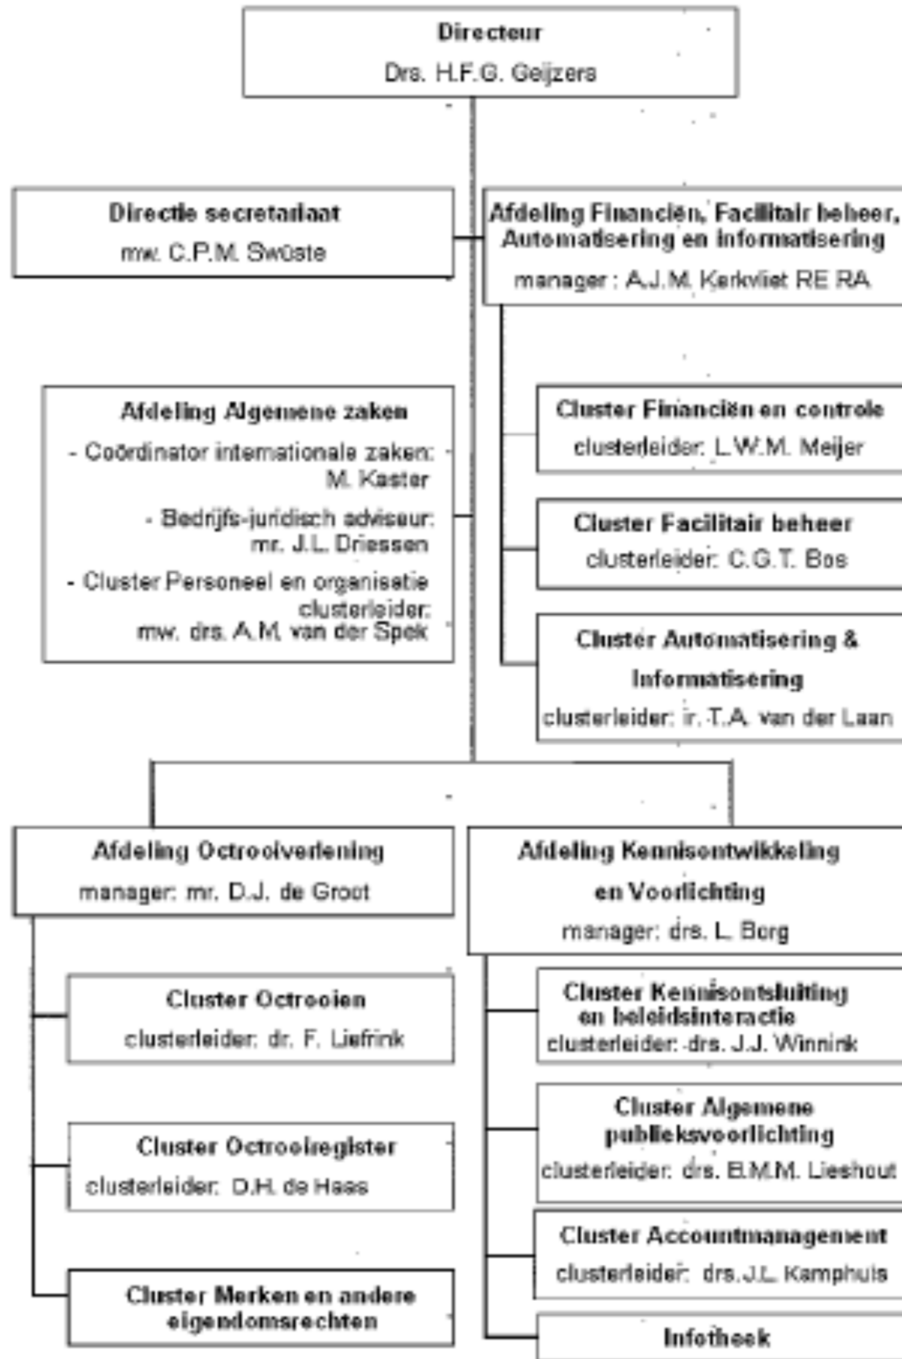 Directeur
Drs. H.F.G. Geijzers
Directie secretariaat
mw. C.P.M. Swüste
Afdeling Financiën, Facilitair beheer,
Automatisering en informatisering
manager : A.J.M. Kerkvliet RE RA
Afdeling Algemene zaken
- Coördinator internationale zaken:
M. Kaster
- Bedrijfs-juridisch adviseur:
mr. J.L. Driessen
- Cluster Personeel en organisatie
clusterleider:
mw. drs. A.M. van der Spek
Cluster Financiën en controle
clusterleider: L.W.M. Meijer
Cluster Facilitair beheer
clusterleider: C.G.T. Bos
Cluster Automatisering &
Informatisering
clusterleider: ir. T.A. van der Laan
Afdeling Octrooiverlening
manager: mr. D.J. de Groot
Cluster Octrooien
clusterleider: dr. F. Liefrink
Cluster Octrooiregister
clusterleider: D.H. de Haas
Cluster Merken en andere
eigendomsrechten
Afdeling Kennisontwikkeling
en Voorlichting
manager: drs. L. Borg
Cluster Kennisontsluiting
en beleidsinteractie
clusterleider: drs. J.J. Winnink
Cluster Algemene
publieksvoorlichting
clusterleider: drs. B.M.M. Lieshout
Cluster Accountmanagement
clusterleider: drs. J.L. Kamphuis
Infotheek